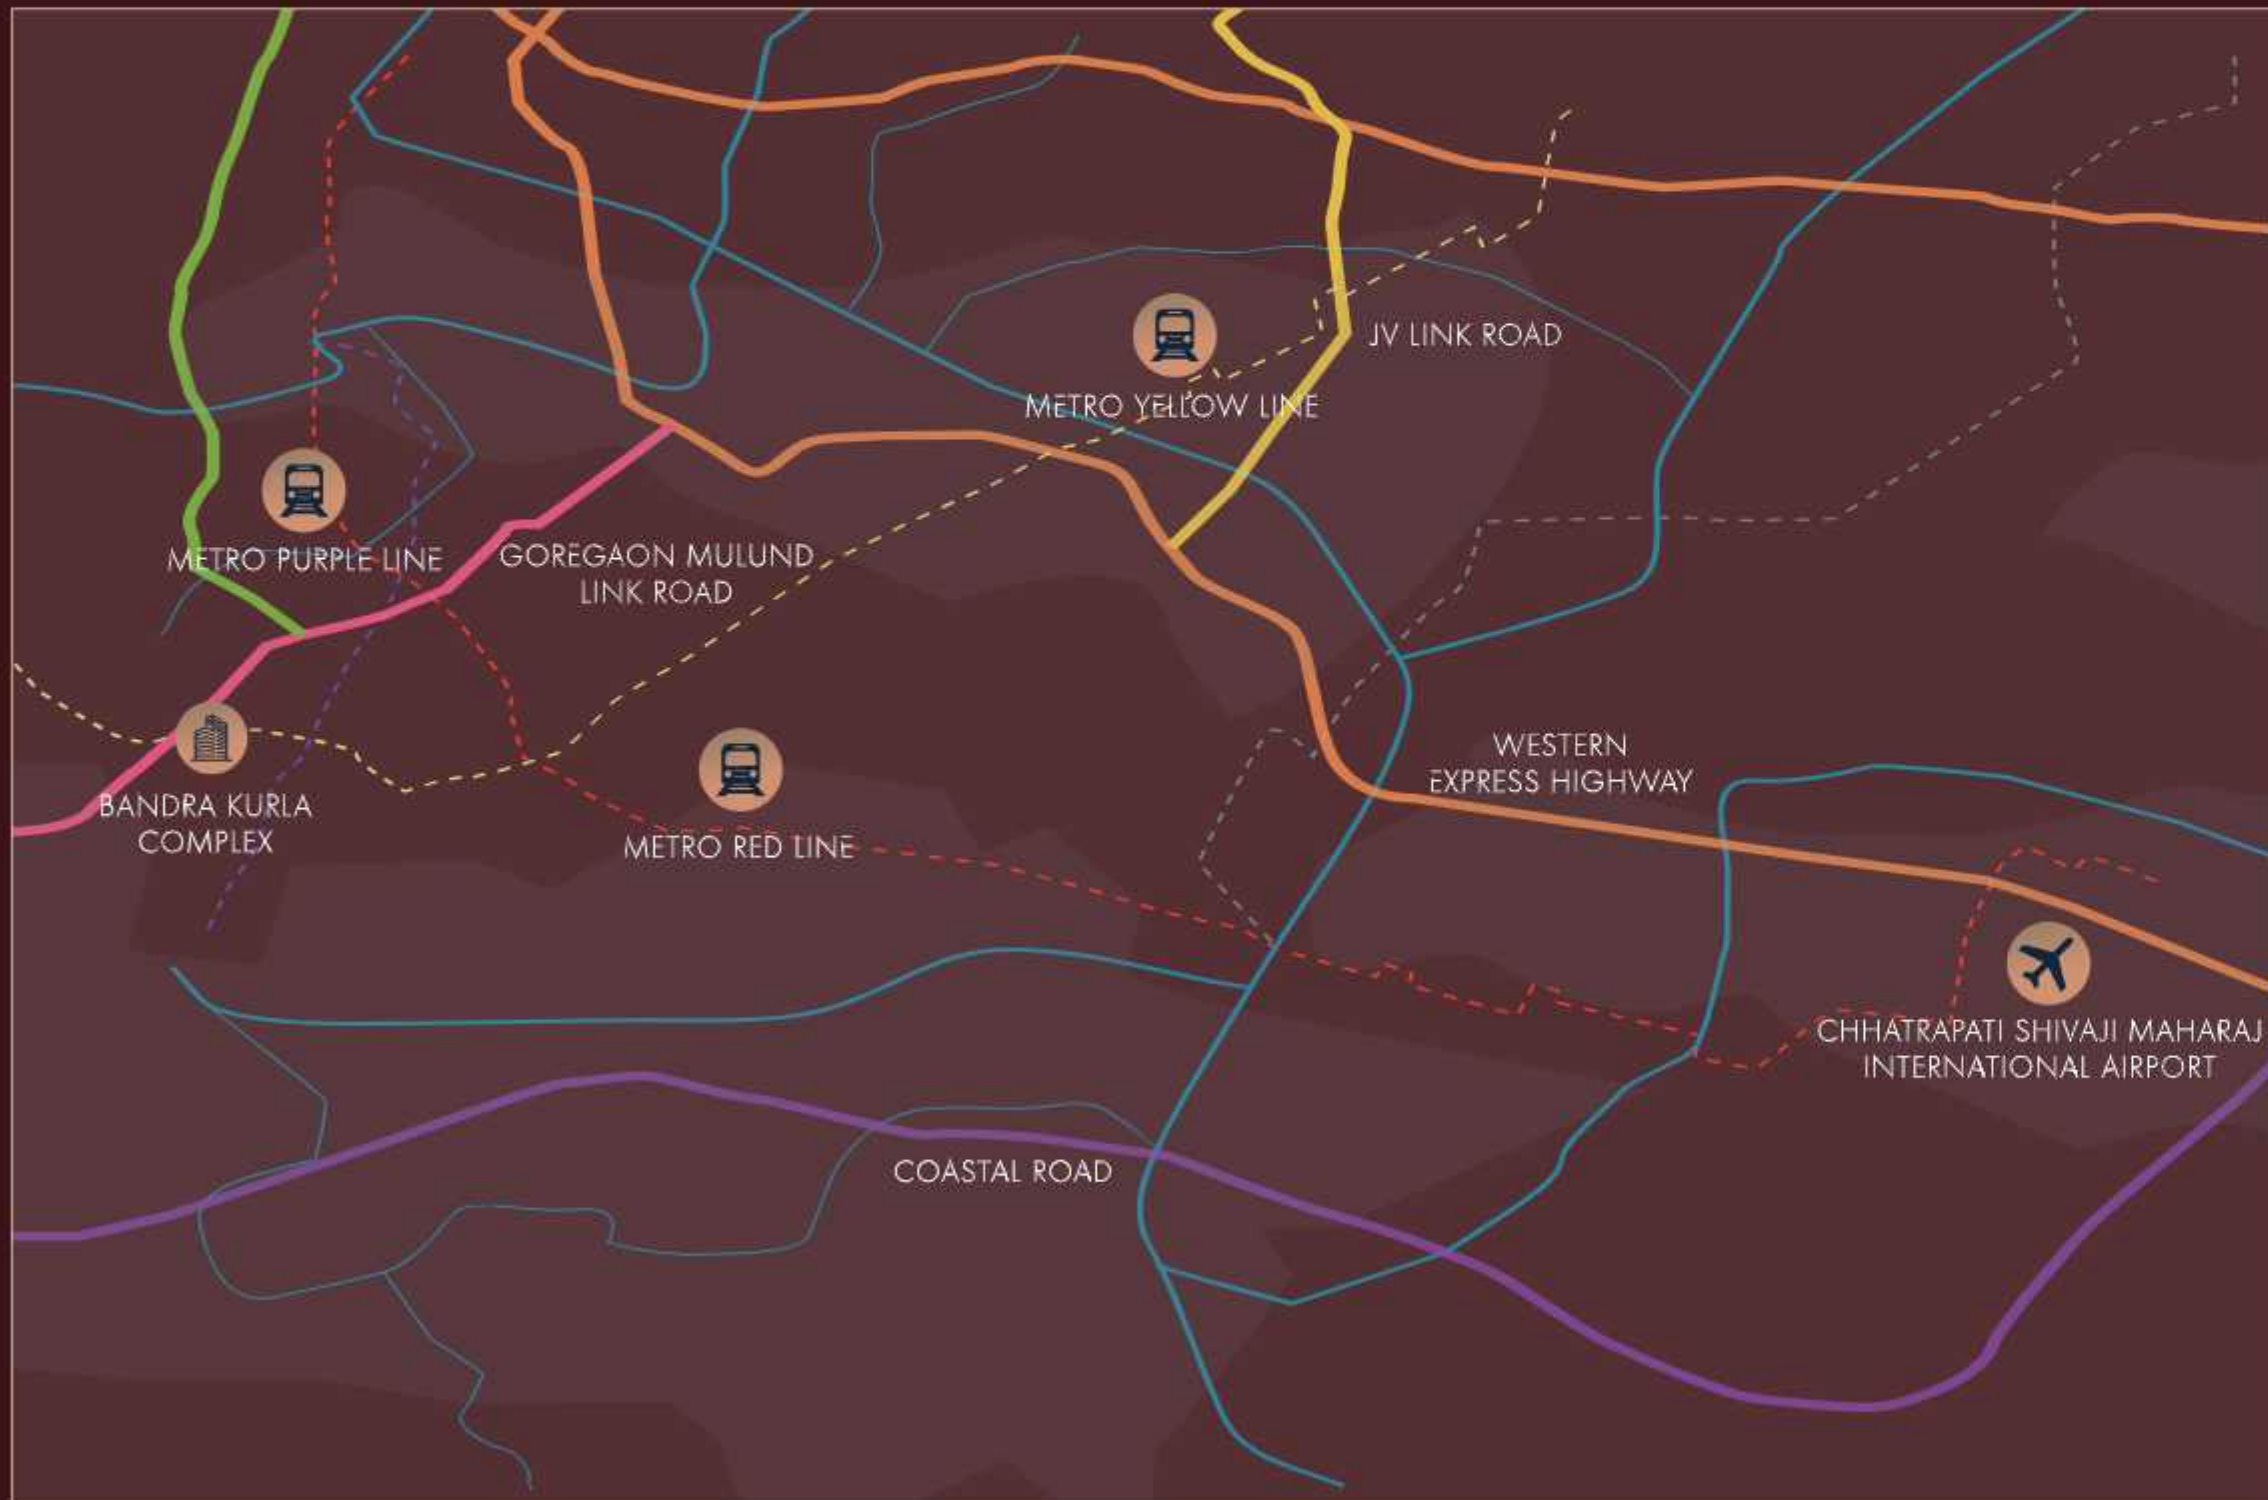 JV LINK ROAD
METRO YELLOW LINE
METRO PURPLE LINE
GOREGAON MULUND
LINK ROAD
WESTERN
EXPRESS HIGHWAY
BANDRA KURLA
COMPLEX
METRO RED LINE
CHHATRAPATI SHIVAJI MAHARAJ
INTERNATIONAL AIRPORT
COASTAL ROAD